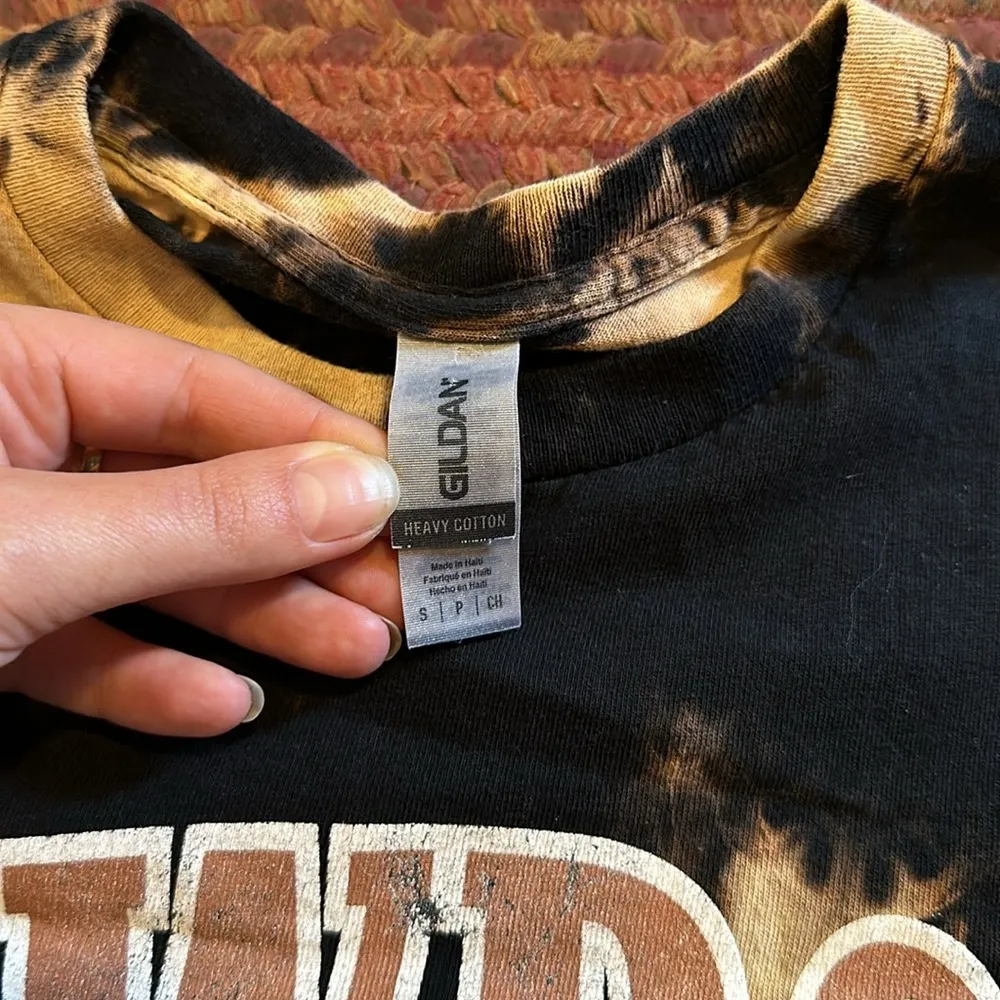 GILDAN
HEAVY COTTON
Made in Haiti
Fabriqué en Haïti
Hecho en Haití
S | P | CH